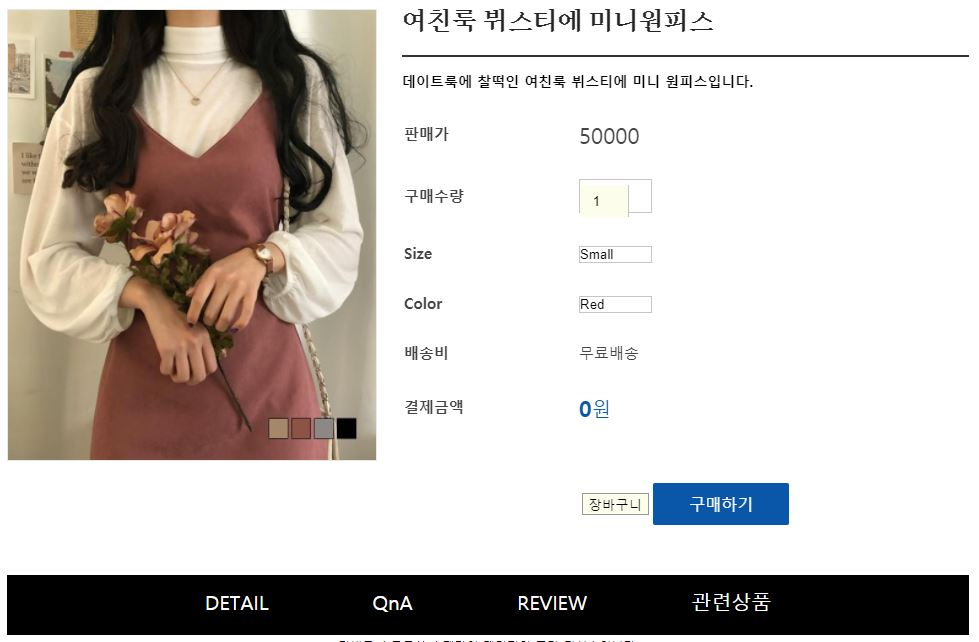 여친룩 뷔스티에 미니원피스
데이트룩에 찰떡인 여친룩 뷔스티에 미니 원피스입니다.
판매가 50000
구매수량 1
Size Small
Color Red
배송비 무료배송
결제금액 0원
장바구니 구매하기
DETAIL QnA REVIEW 관련상품